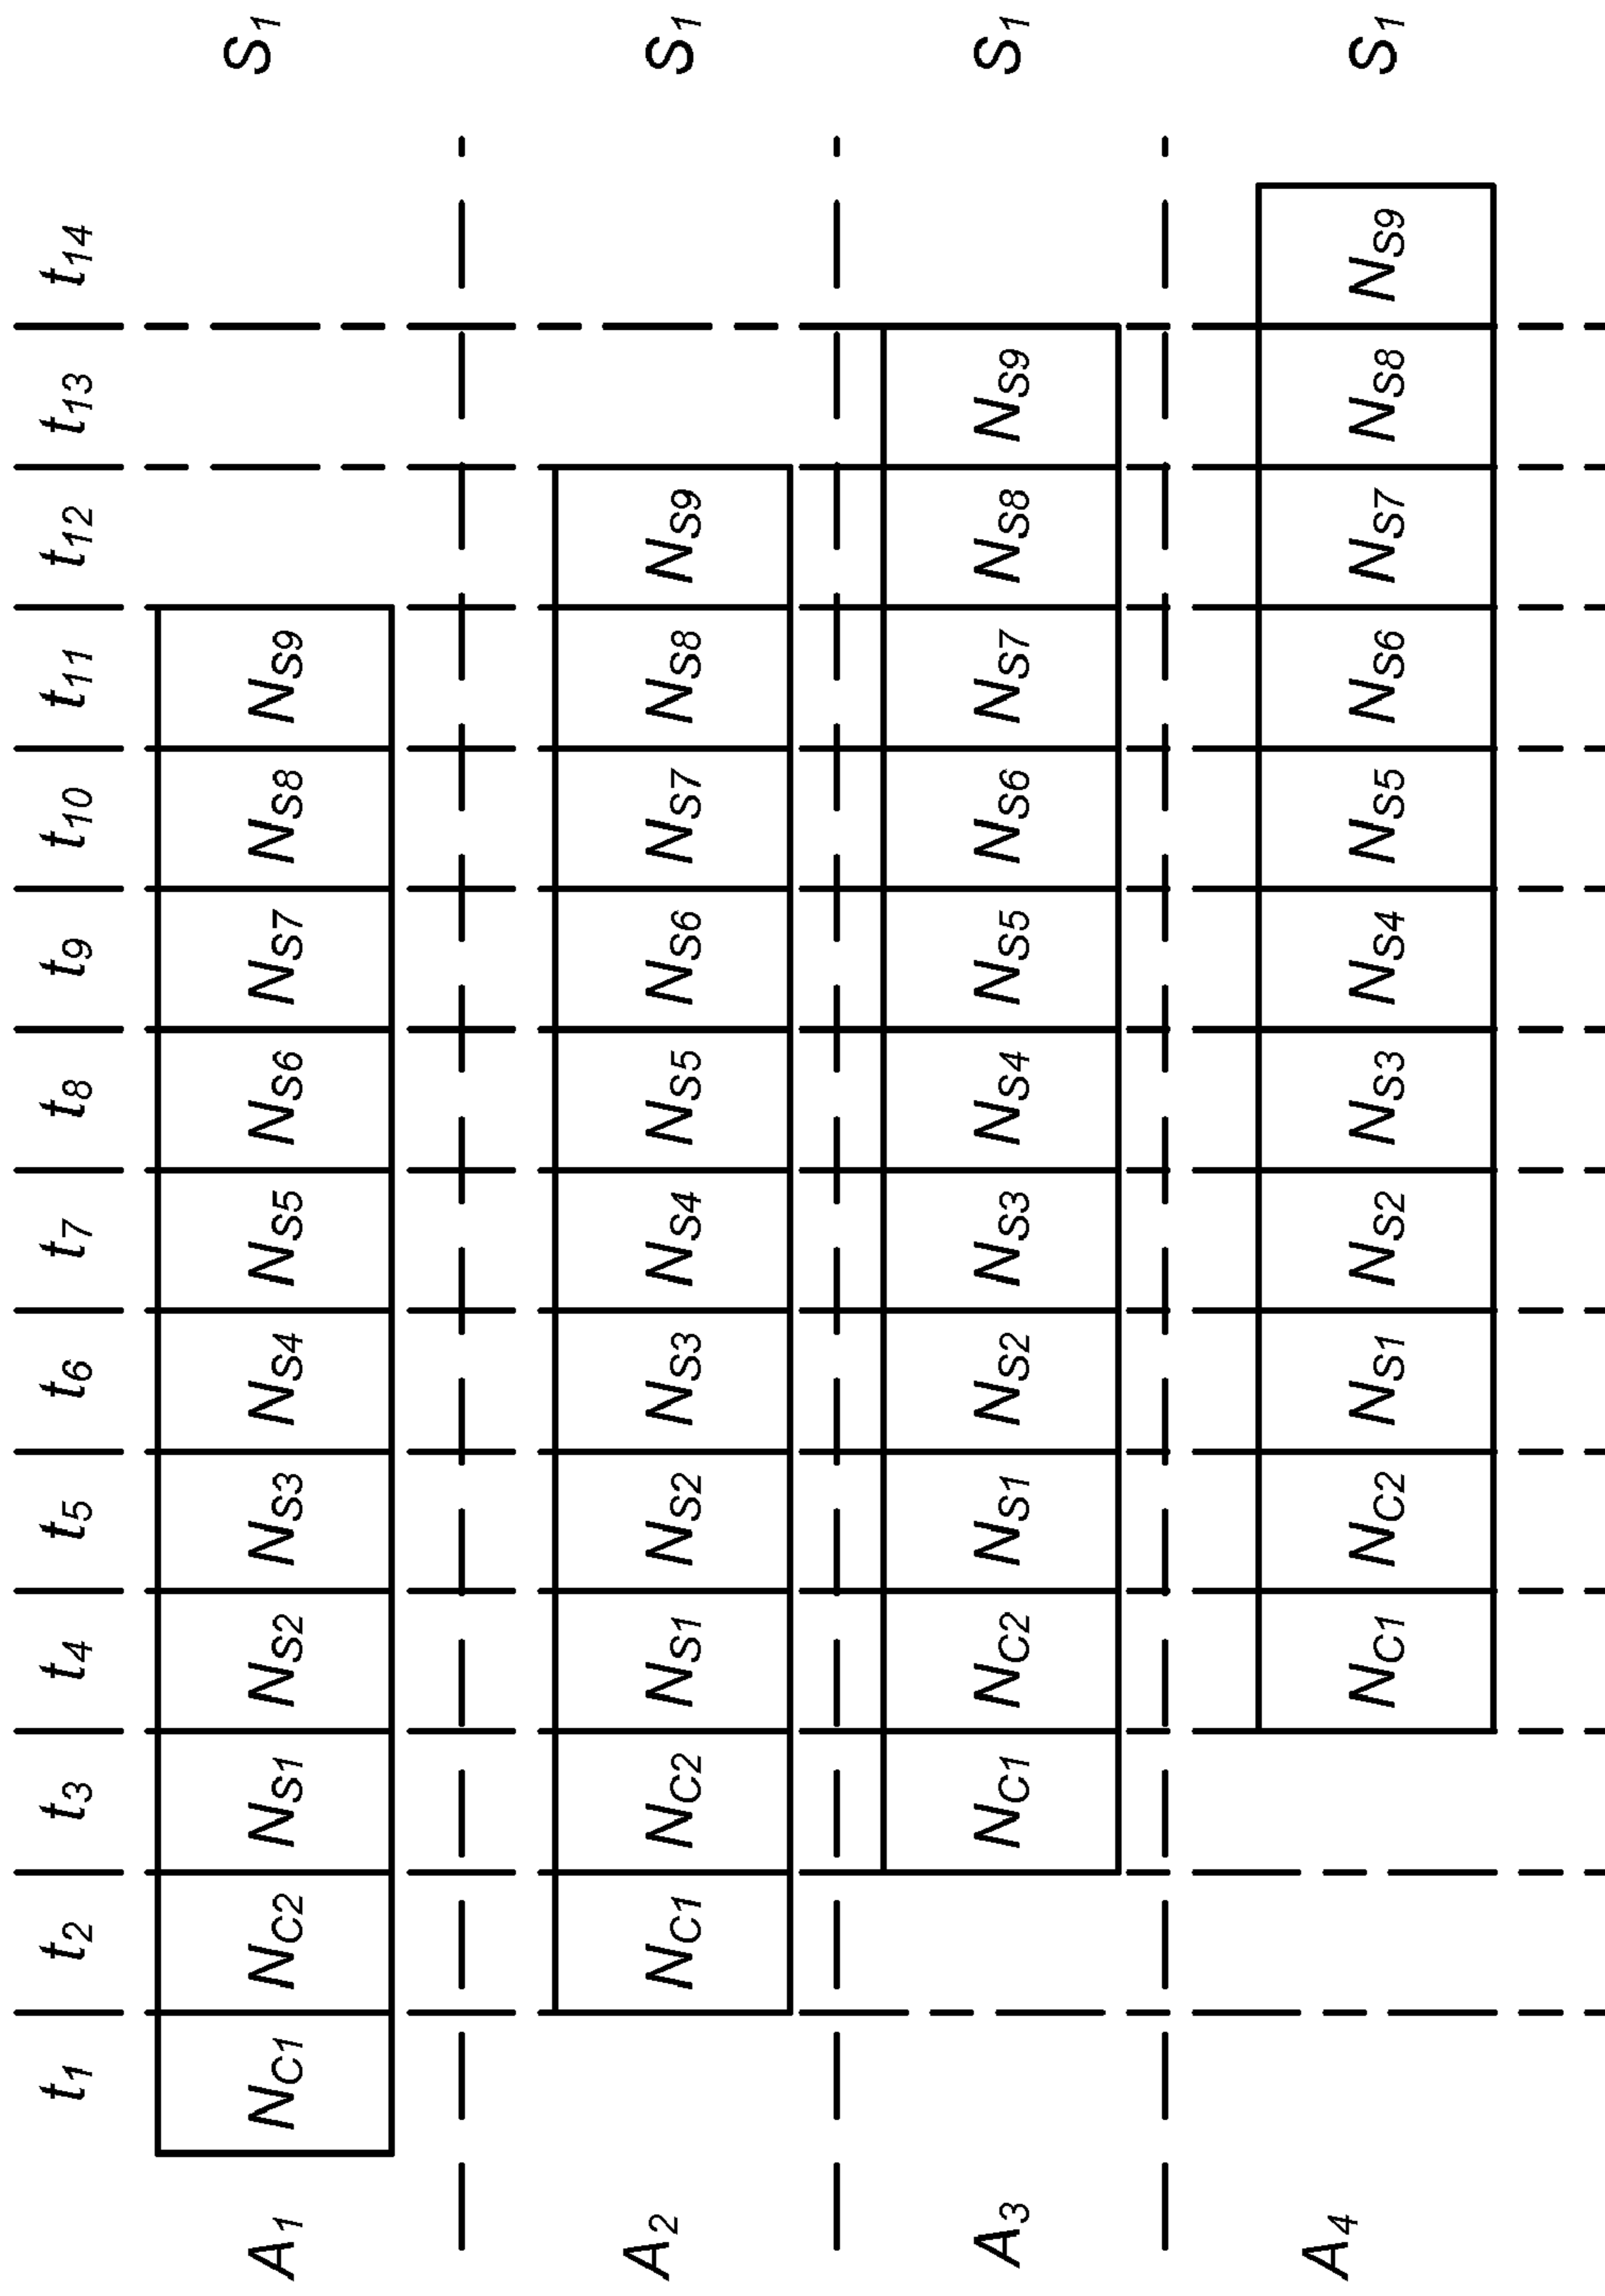 t1 t2 t3 t4 t5 t6 t7 t8 t9 t10 t11 t12 t13 t14
A1 NC1 NC2 NS1 NS2 NS3 NS4 NS5 NS6 NS7 NS8 NS9 S1
A2 NC1 NC2 NS1 NS2 NS3 NS4 NS5 NS6 NS7 NS8 NS9 S1
A3 NC1 NC2 NS1 NS2 NS3 NS4 NS5 NS6 NS7 NS8 NS9 S1
A4 NC1 NC2 NS1 NS2 NS3 NS4 NS5 NS6 NS7 NS8 NS9 S1